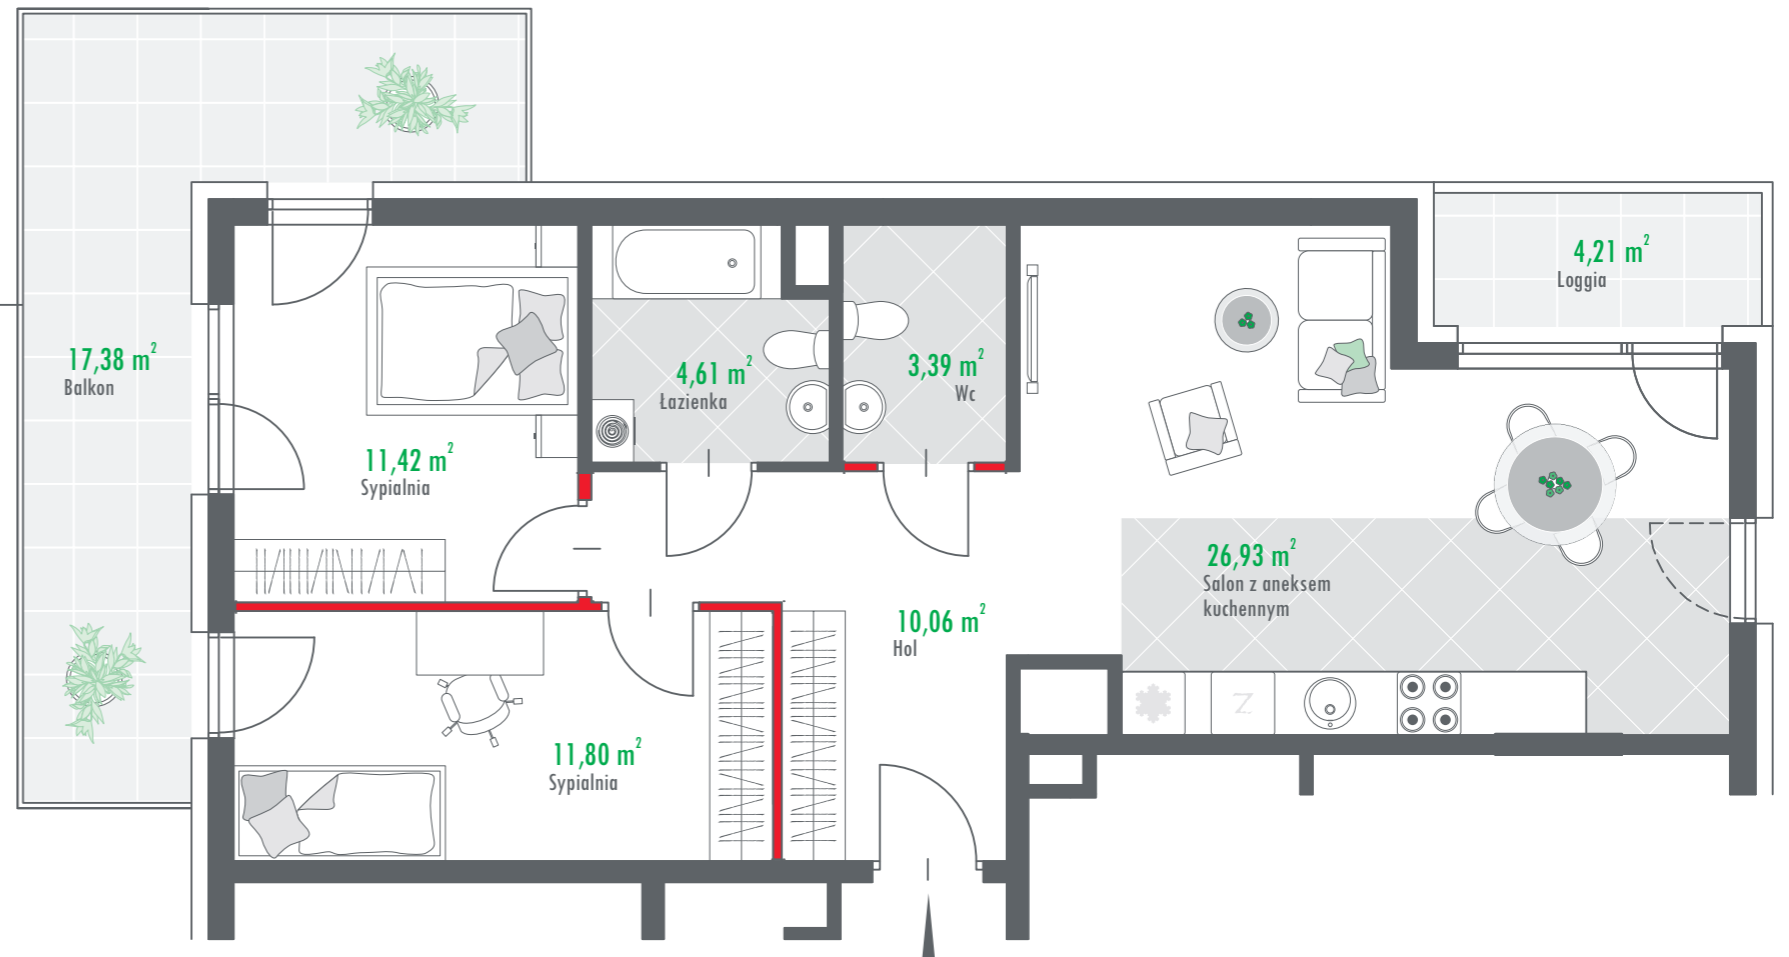 17,38 m²
Balkon
11,42 m²
Sypialnia
4,61 m²
Łazienka
3,39 m²
Wc
4,21 m²
Loggia
26,93 m²
Salon z aneksem
kuchennym
10,06 m²
Hol
11,80 m²
Sypialnia
Z